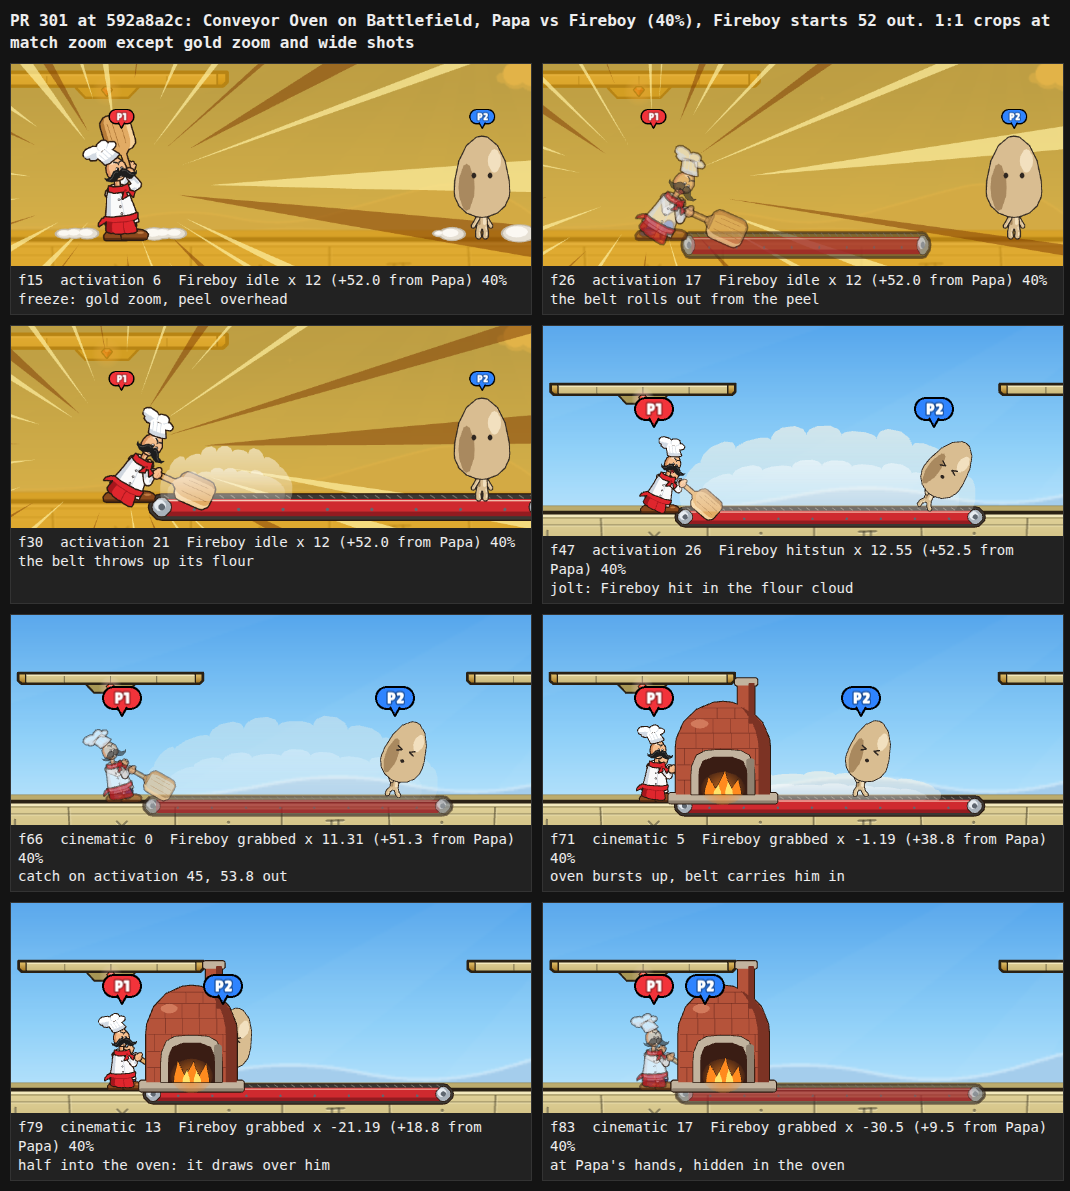 PR 301 at 592a8a2c: Conveyor Oven on Battlefield, Papa vs Fireboy (40%), Fireboy starts 52 out. 1:1 crops at
match zoom except gold zoom and wide shots
P1
P2
f15  activation 6  Fireboy idle x 12 (+52.0 from Papa) 40%
freeze: gold zoom, peel overhead
P1
P2
f26  activation 17  Fireboy idle x 12 (+52.0 from Papa) 40%
the belt rolls out from the peel
P1
P2
f30  activation 21  Fireboy idle x 12 (+52.0 from Papa) 40%
the belt throws up its flour
P1
P2
f47  activation 26  Fireboy hitstun x 12.55 (+52.5 from
Papa) 40%
jolt: Fireboy hit in the flour cloud
P1
P2
f66  cinematic 0  Fireboy grabbed x 11.31 (+51.3 from Papa)
40%
catch on activation 45, 53.8 out
P1
P2
f71  cinematic 5  Fireboy grabbed x -1.19 (+38.8 from Papa)
40%
oven bursts up, belt carries him in
P1
P2
f79  cinematic 13  Fireboy grabbed x -21.19 (+18.8 from
Papa) 40%
half into the oven: it draws over him
P1
P2
f83  cinematic 17  Fireboy grabbed x -30.5 (+9.5 from Papa)
40%
at Papa's hands, hidden in the oven